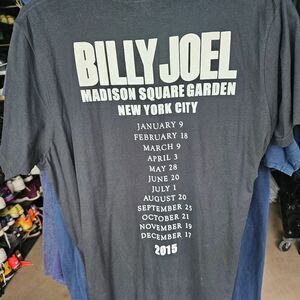 BILLY JOEL
MADISON SQUARE GARDEN
NEW YORK CITY
JANUARY 9
FEBRUARY 18
MARCH 9
APRIL 3
MAY 28
JUNE 20
JULY 1
AUGUST 20
SEPTEMBER 25
OCTOBER 21
NOVEMBER 19
DECEMBER 17
2015